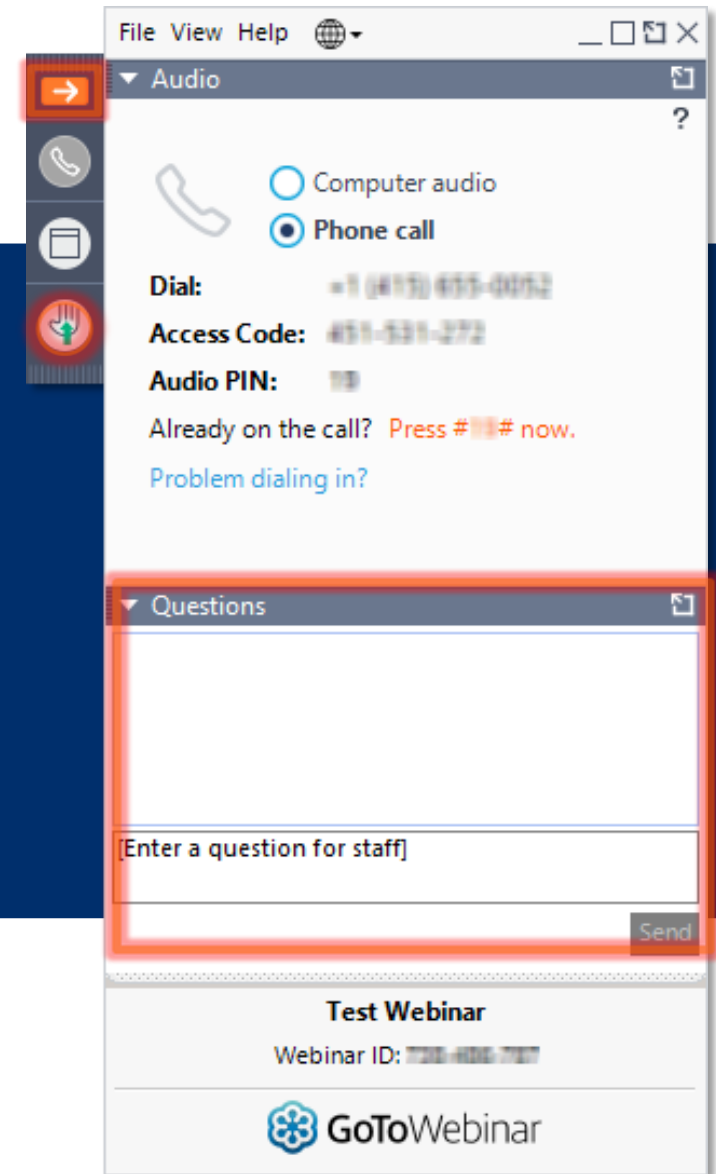 File View Help
Audio
?
Computer audio
Phone call
Dial:
Access Code:
Audio PIN:
Already on the call? Press # # now.
Problem dialing in?
Questions
[Enter a question for staff]
Send
Test Webinar
Webinar ID:
GoToWebinar